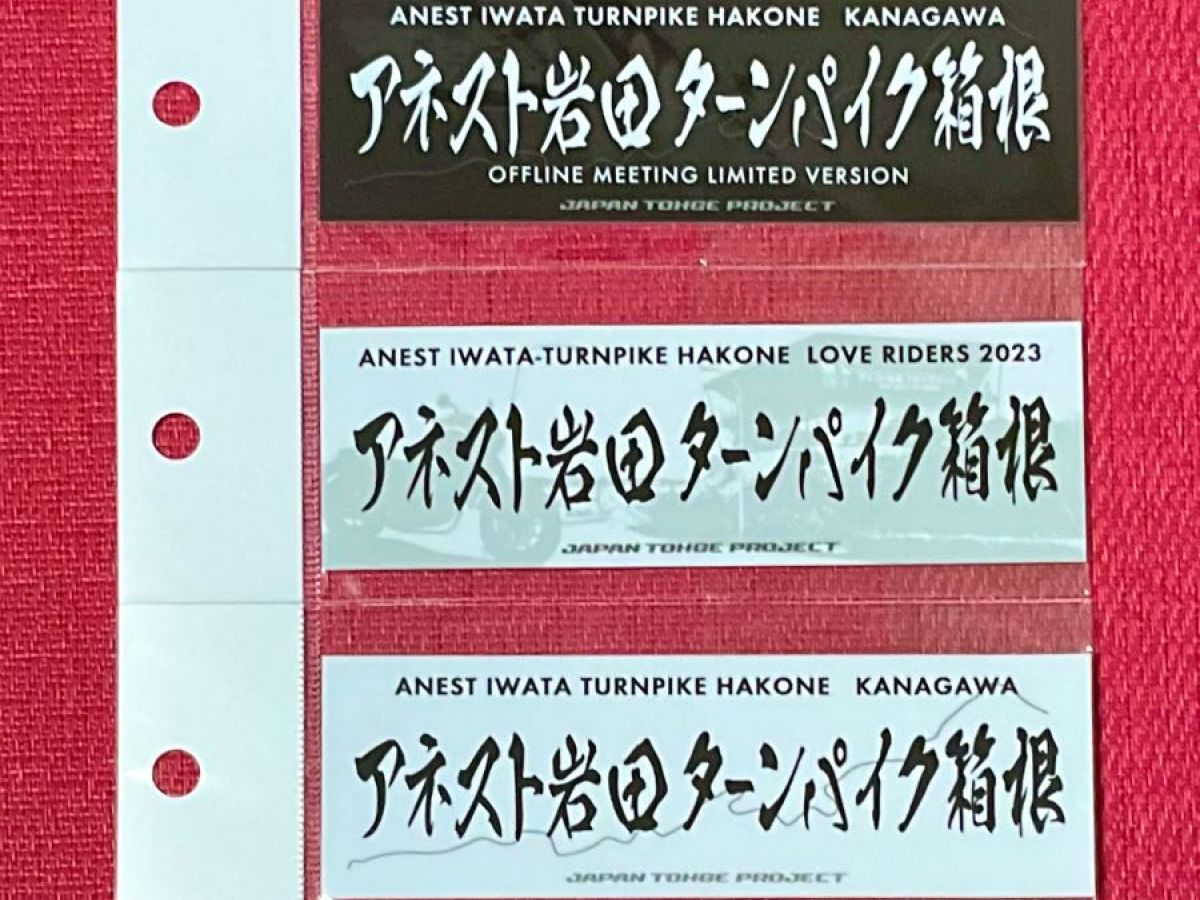 ANEST IWATA TURNPIKE HAKONE KANAGAWA
アネスト岩田ターンパイク箱根
OFFLINE MEETING LIMITED VERSION
JAPAN TOHGE PROJECT
ANEST IWATA-TURNPIKE HAKONE LOVE RIDERS 2023
アネスト岩田ターンパイク箱根
JAPAN TOHGE PROJECT
ANEST IWATA TURNPIKE HAKONE KANAGAWA
アネスト岩田ターンパイク箱根
JAPAN TOHGE PROJECT